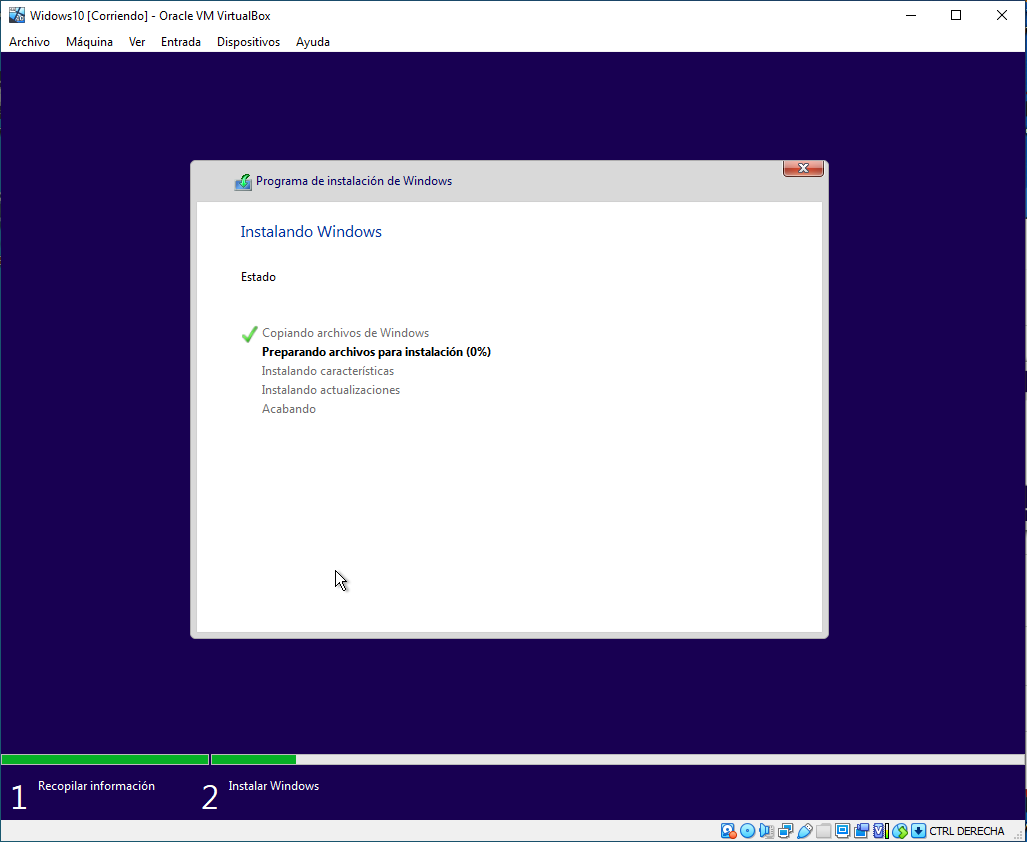 Widows10 [Corriendo] - Oracle VM VirtualBox
Archivo Máquina Ver Entrada Dispositivos Ayuda
Programa de instalación de Windows
Instalando Windows
Estado
Copiando archivos de Windows
Preparando archivos para instalación (0%)
Instalando características
Instalando actualizaciones
Acabando
1 Recopilar información
2 Instalar Windows
CTRL DERECHA